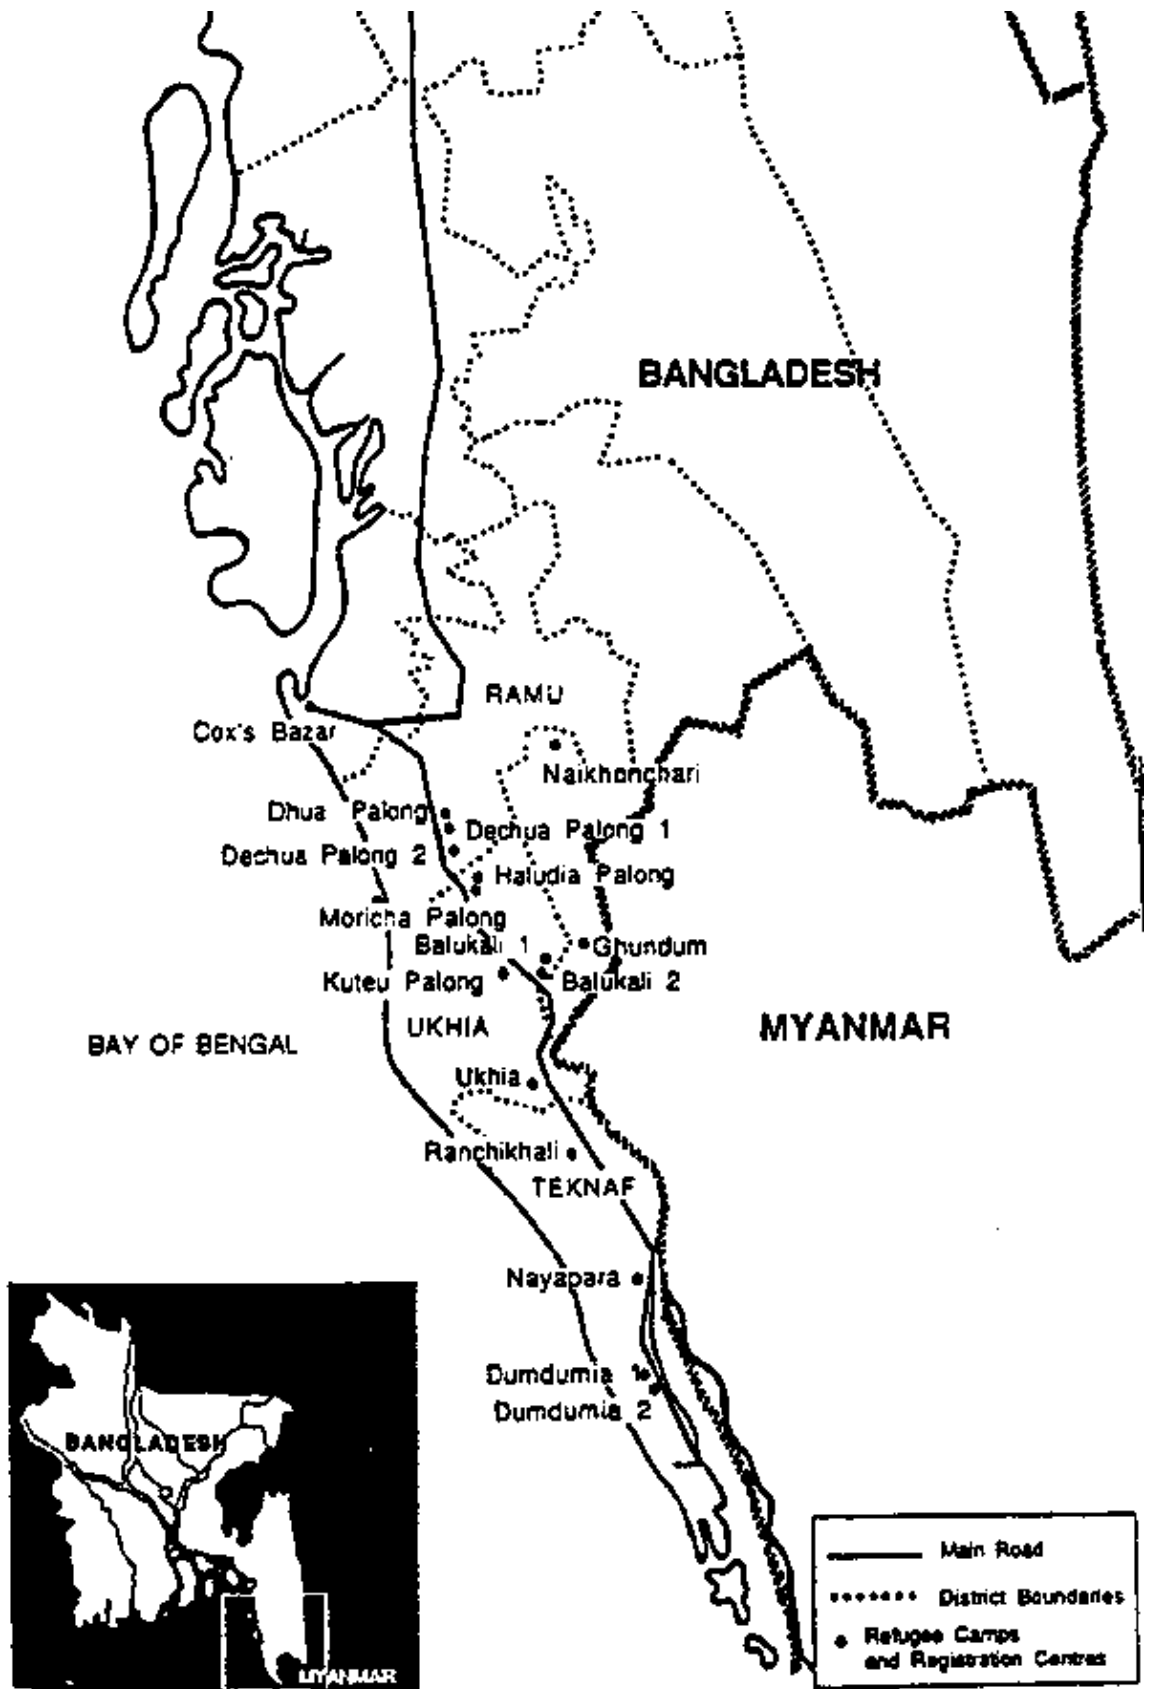 BANGLADESH
RAMU
Cox's Bazar
Naikhonchari
Dhua Palong
Dechua Palong 1
Dechua Palong 2
Haludia Palong
Moricha Palong
Balukali 1
Ghundum
Kuteu Palong
Balukali 2
MYANMAR
UKHIA
BAY OF BENGAL
Ukhia
Ranchikhali
TEKNAF
Nayapara
Dumdumia 1
Dumdumia 2
BANGLADESH
MYANMAR
Main Road
District Boundaries
Refugee Camps
and Registration Centres